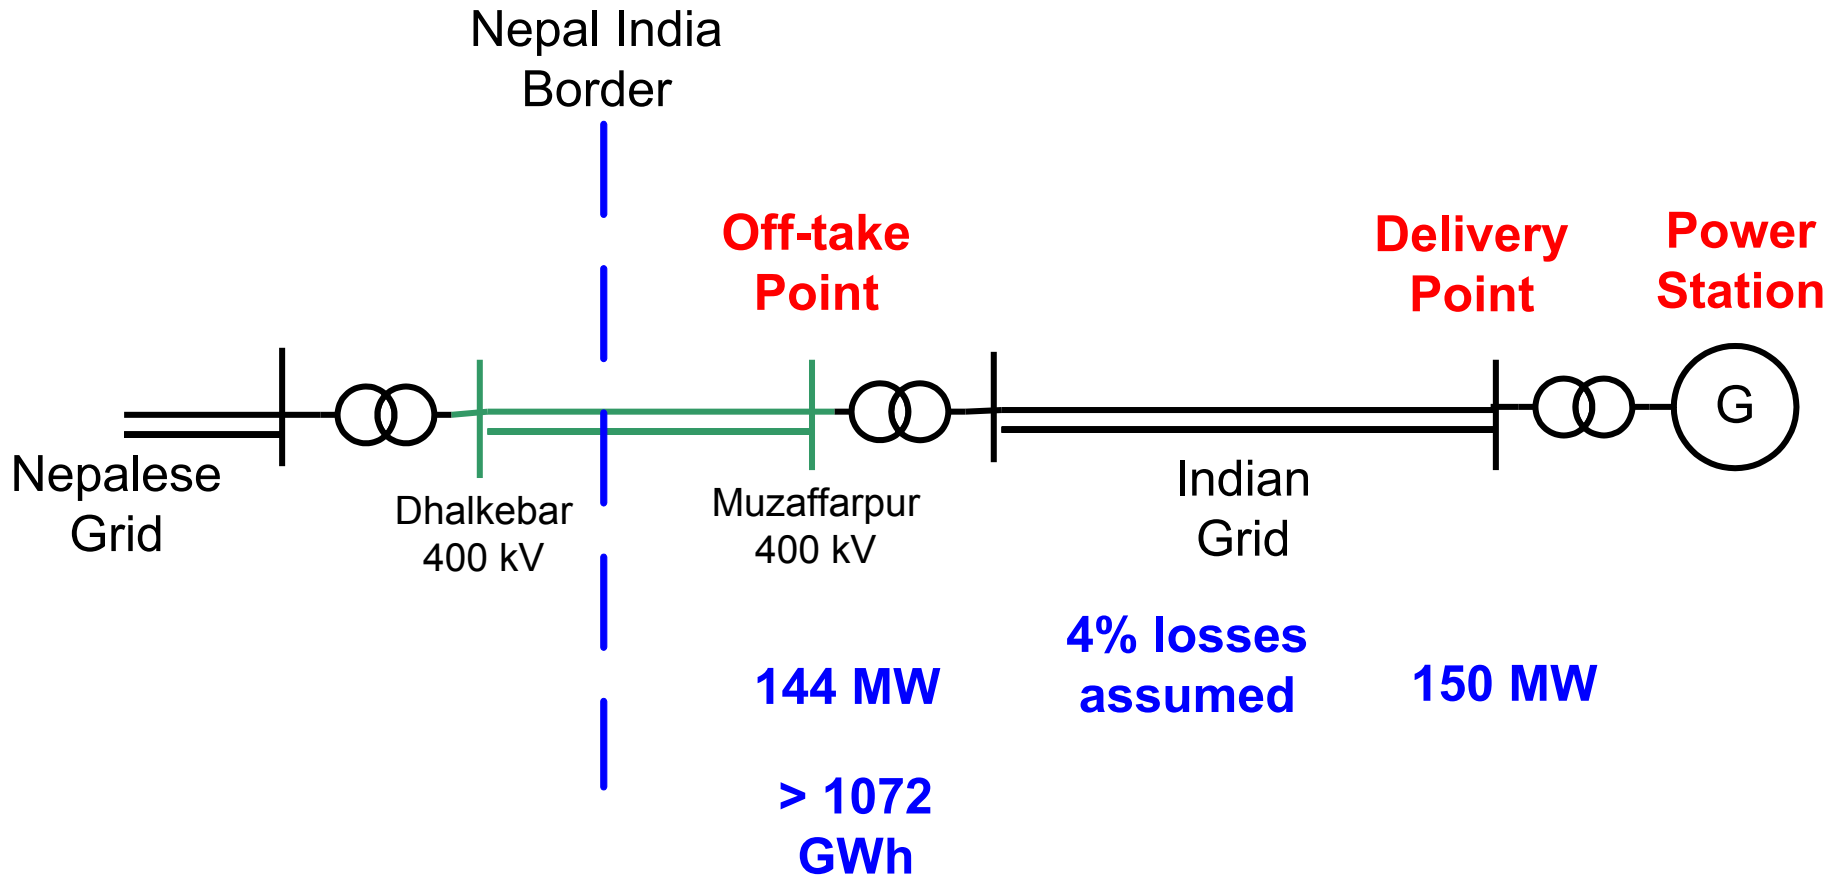 Nepal India
Border
Off-take
Point
Delivery
Point
Power
Station
G
Nepalese
Grid
Dhalkebar
400 kV
Muzaffarpur
400 kV
Indian
Grid
4% losses
assumed
144 MW
150 MW
> 1072
GWh